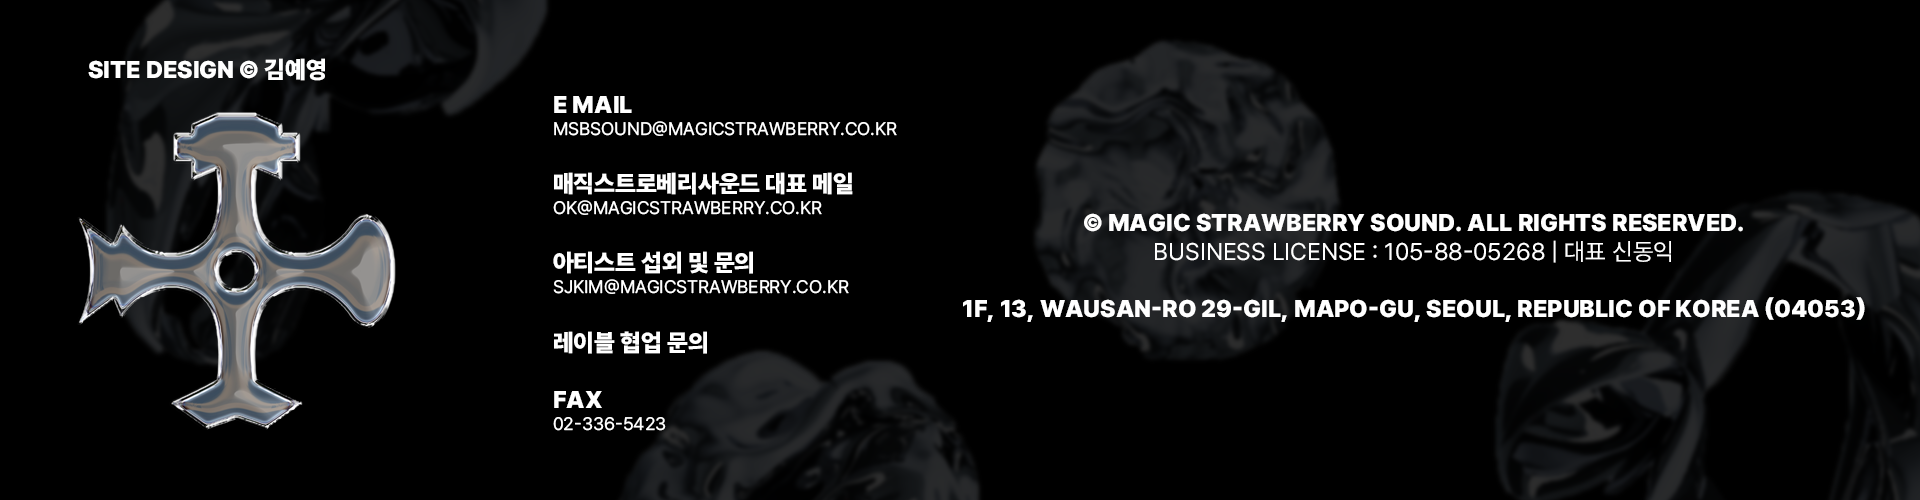 SITE DESIGN © 김예영
E MAIL
MSBSOUND@MAGICSTRAWBERRY.CO.KR
매직스트로베리사운드 대표 메일
OK@MAGICSTRAWBERRY.CO.KR
아티스트 섭외 및 문의
SJKIM@MAGICSTRAWBERRY.CO.KR
레이블 협업 문의
FAX
02-336-5423
© MAGIC STRAWBERRY SOUND. ALL RIGHTS RESERVED.
BUSINESS LICENSE : 105-88-05268 | 대표 신동익
1F, 13, WAUSAN-RO 29-GIL, MAPO-GU, SEOUL, REPUBLIC OF KOREA (04053)